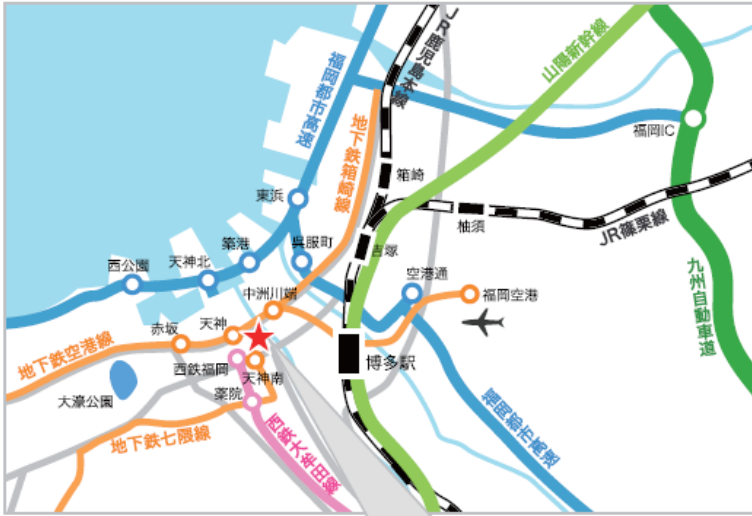 JR鹿児島本線
山陽新幹線
福岡都市高速
地下鉄箱崎線
福岡IC
箱崎
東浜
柚須
JR篠栗線
呉服町
吉塚
築港
天神北
西公園
空港通
九州自動車道
中洲川端
福岡空港
赤坂
天神
地下鉄空港線
西鉄福岡
天神南
博多駅
大濠公園
薬院
地下鉄七隈線
西鉄大牟田線
福岡都市高速